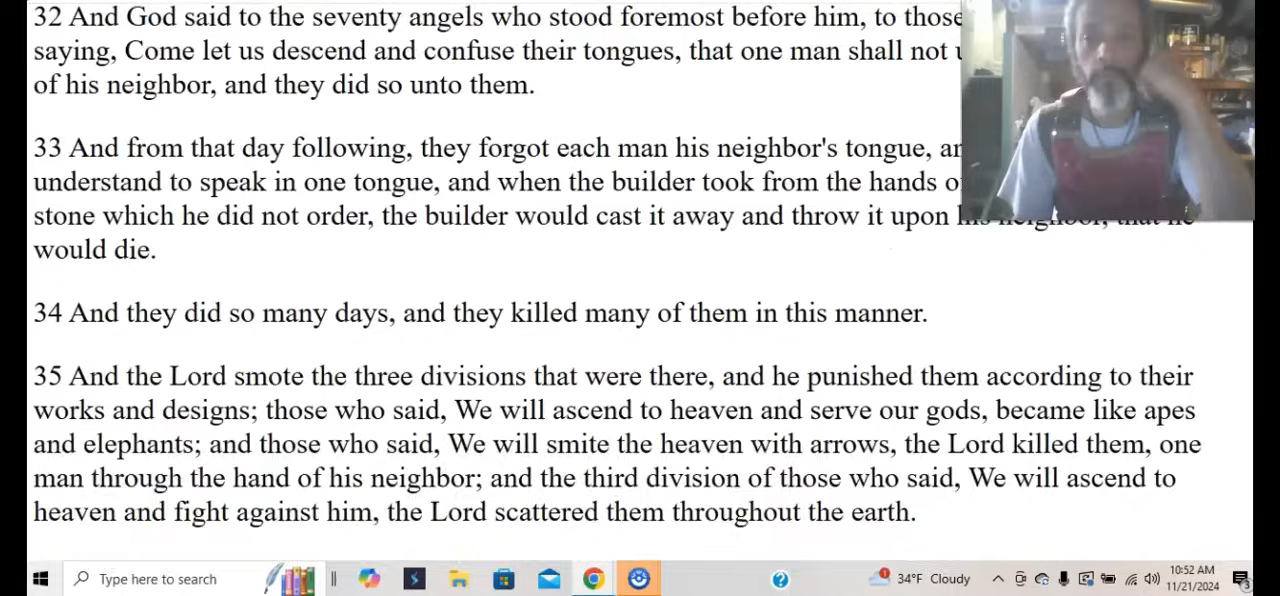 32 And God said to the seventy angels who stood foremost before him, to those
saying, Come let us descend and confuse their tongues, that one man shall not
of his neighbor, and they did so unto them.
33 And from that day following, they forgot each man his neighbor's tongue,
understand to speak in one tongue, and when the builder took from the hands
stone which he did not order, the builder would cast it away and throw it upon his neighbor, that he
would die.
34 And they did so many days, and they killed many of them in this manner.
35 And the Lord smote the three divisions that were there, and he punished them according to their
works and designs; those who said, We will ascend to heaven and serve our gods, became like apes
and elephants; and those who said, We will smite the heaven with arrows, the Lord killed them, one
man through the hand of his neighbor; and the third division of those who said, We will ascend to
heaven and fight against him, the Lord scattered them throughout the earth.
Type here to search
34°F Cloudy
10:52 AM
11/21/2024
3